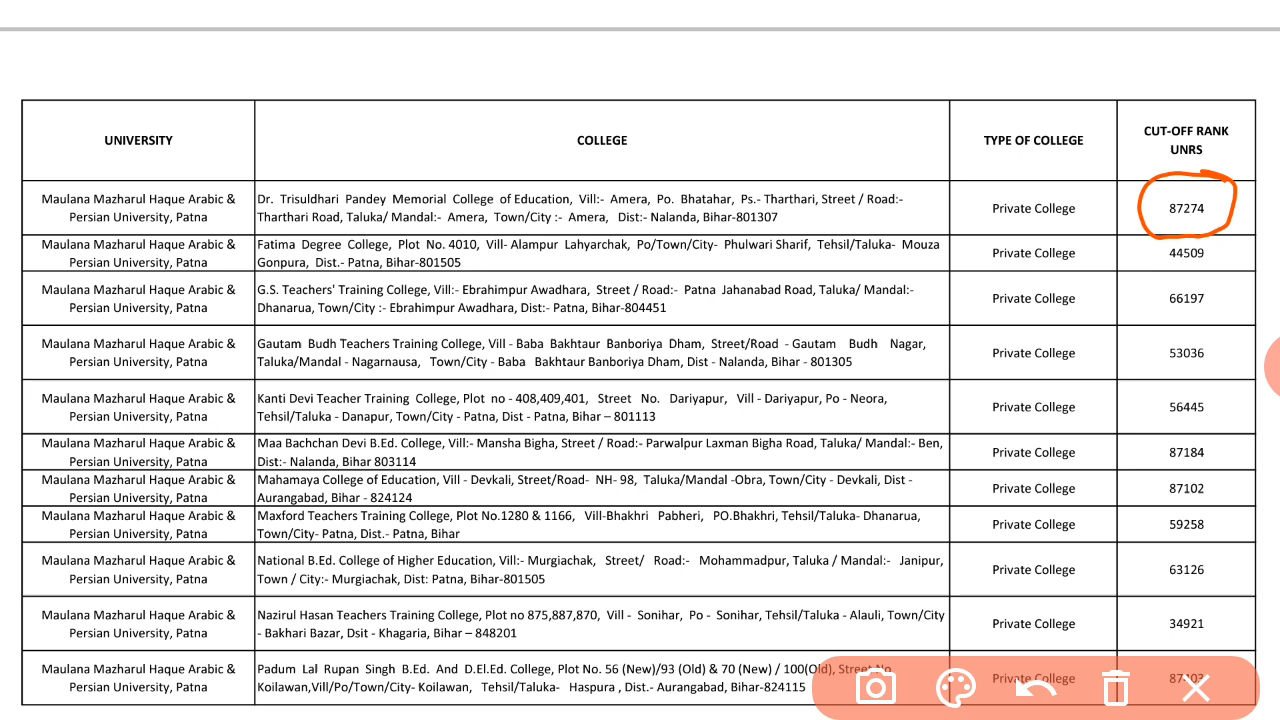 UNIVERSITY
COLLEGE
TYPE OF COLLEGE
CUT-OFF RANK
UNRS
Maulana Mazharul Haque Arabic &
Persian University, Patna
Dr. Trisuldhari Pandey Memorial College of Education, Vill:- Amera, Po. Bhatahar, Ps.- Thartari, Street / Road:-
Tharthari Road, Taluka/ Mandal:- Amera, Town/City :- Amera, Dist:- Nalanda, Bihar-801307
Private College
87274
Maulana Mazharul Haque Arabic &
Persian University, Patna
Fatima Degree College, Plot No. 4010, Vill- Alampur Lahyarchak, Po/Town/City- Phulwari Sharif, Tehsil/Taluka- Mouza
Gonpura, Dist.- Patna, Bihar-801505
Private College
44509
Maulana Mazharul Haque Arabic &
Persian University, Patna
G.S. Teachers' Training College, Vill:- Ebrahimpur Awadhara, Street / Road:- Patna Jahanabad Road, Taluka/ Mandal:-
Dhanarua, Town/City :- Ebrahimpur Awadhara, Dist:- Patna, Bihar-804451
Private College
66197
Maulana Mazharul Haque Arabic &
Persian University, Patna
Gautam Budh Teachers Training College, Vill - Baba Bakhtaur Banboriya Dham, Street/Road - Gautam Budh Nagar,
Taluka/Mandal - Nagarnausa, Town/City - Baba Bakhtaur Banboriya Dham, Dist - Nalanda, Bihar - 801305
Private College
53036
Maulana Mazharul Haque Arabic &
Persian University, Patna
Kanti Devi Teacher Training College, Plot no - 408,409,401, Street No. Dariyapur, Vill - Dariyapur, Po - Neora,
Tehsil/Taluka - Danapur, Town/City - Patna, Dist - Patna, Bihar – 801113
Private College
56445
Maulana Mazharul Haque Arabic &
Persian University, Patna
Maa Bachchan Devi B.Ed. College, Vill:- Mansha Bigha, Street / Road:- Parwalpur Laxman Bigha Road, Taluka/ Mandal:- Ben,
Dist:- Nalanda, Bihar 803114
Private College
87184
Maulana Mazharul Haque Arabic &
Persian University, Patna
Mahamaya College of Education, Vill - Devkali, Street/Road- NH- 98, Taluka/Mandal -Obra, Town/City - Devkali, Dist -
Aurangabad, Bihar - 824124
Private College
87102
Maulana Mazharul Haque Arabic &
Persian University, Patna
Maxford Teachers Training College, Plot No.1280 & 1166, Vill-Bhakhri Pabheri, PO.Bhakhri, Tehsil/Taluka- Dhanarua,
Town/City- Patna, Dist.- Patna, Bihar
Private College
59258
Maulana Mazharul Haque Arabic &
Persian University, Patna
National B.Ed. College of Higher Education, Vill:- Murgiachak, Street/ Road:- Mohammadpur, Taluka / Mandal:- Janipur,
Town / City:- Murgiachak, Dist: Patna, Bihar-801505
Private College
63126
Maulana Mazharul Haque Arabic &
Persian University, Patna
Nazirul Hasan Teachers Training College, Plot no 875,887,870, Vill - Sonihar, Po - Sonihar, Tehsil/Taluka - Alauli, Town/City
- Bakhari Bazar, Dsit - Khagaria, Bihar – 848201
Private College
34921
Maulana Mazharul Haque Arabic &
Persian University, Patna
Padum Lal Rupan Singh B.Ed. And D.El.Ed. College, Plot No. 56 (New)/93 (Old) & 70 (New) / 100(Old), Street No
Koilawan,Vill/Po/Town/City- Koilawan, Tehsil/Taluka- Haspura , Dist.- Aurangabad, Bihar-824115
Private College